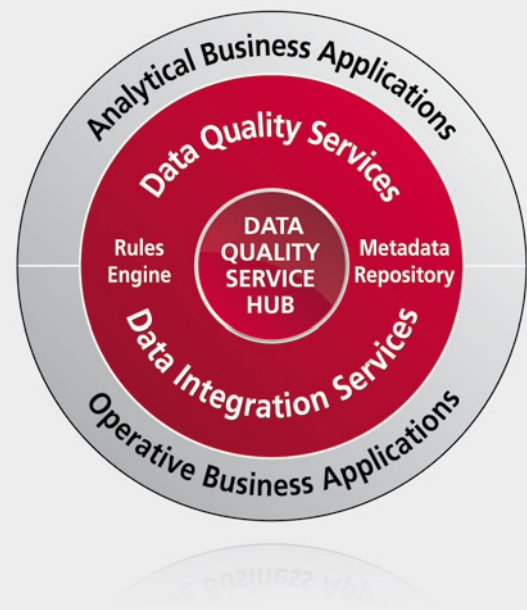 Analytical Business Applications
Data Quality Services
Rules
Engine
DATA
QUALITY
SERVICE
HUB
Metadata
Repository
Data Integration Services
Operative Business Applications